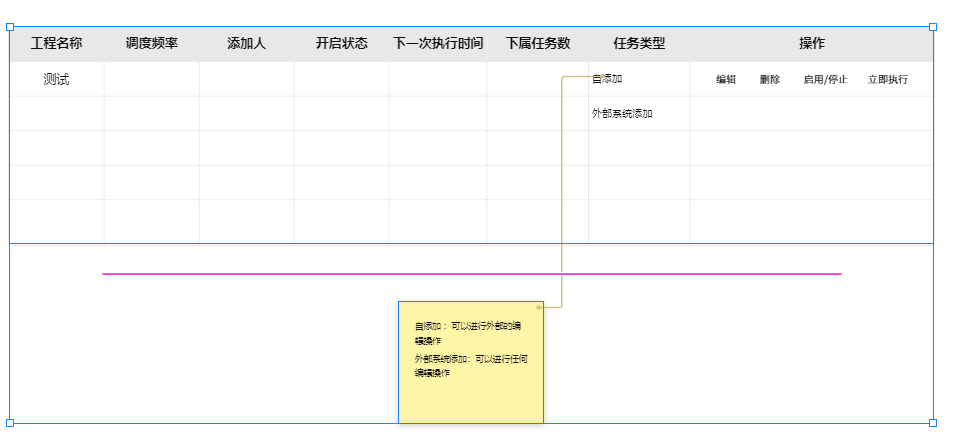 工程名称 调度频率 添加人 开启状态 下一次执行时间 下属任务数 任务类型 操作
测试 自添加 编辑 删除 启用/停止 立即执行
外部系统添加
自添加：可以进行外部的编
辑操作
外部系统添加：可以进行任何
编辑操作